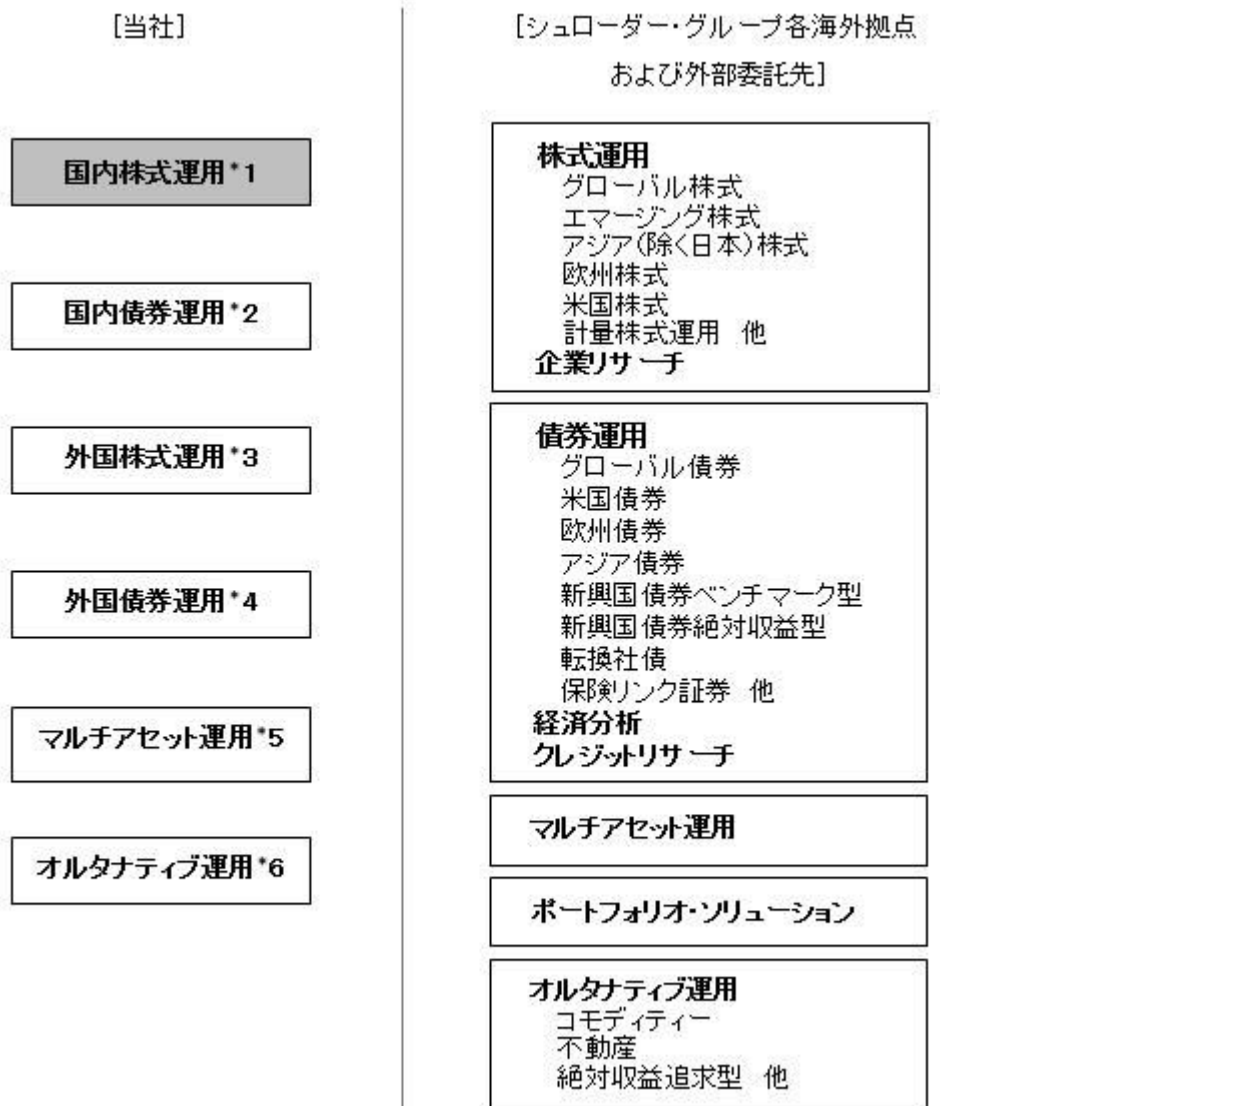 [当社]
国内株式運用*1
国内債券運用*2
外国株式運用*3
外国債券運用*4
マルチアセット運用*5
オルタナティブ運用*6
[シュローダー・グループ各海外拠点
および外部委託先]
株式運用
グローバル株式
エマージング株式
アジア(除く日本)株式
欧州株式
米国株式
計量株式運用 他
企業リサーチ
債券運用
グローバル債券
米国債券
欧州債券
アジア債券
新興国債券ベンチマーク型
新興国債券絶対収益型
転換社債
保険リンク証券 他
経済分析
クレジットリサーチ
マルチアセット運用
ポートフォリオ・ソリューション
オルタナティブ運用
コモディティー
不動産
絶対収益追求型 他